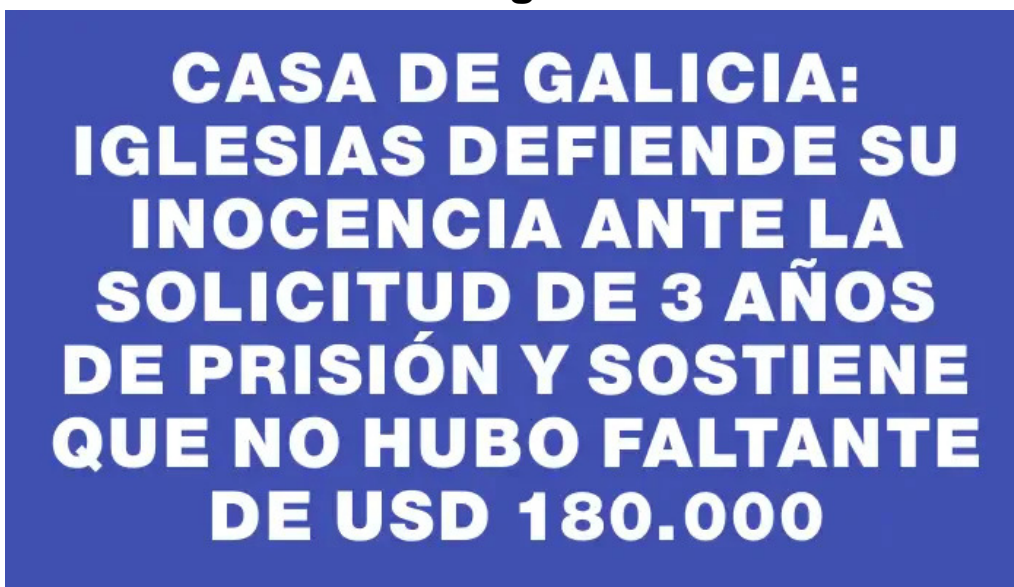 CASA DE GALICIA:
IGLESIAS DEFIENDE SU
INOCENCIA ANTE LA
SOLICITUD DE 3 AÑOS
DE PRISIÓN Y SOSTIENE
QUE NO HUBO FALTANTE
DE USD 180.000